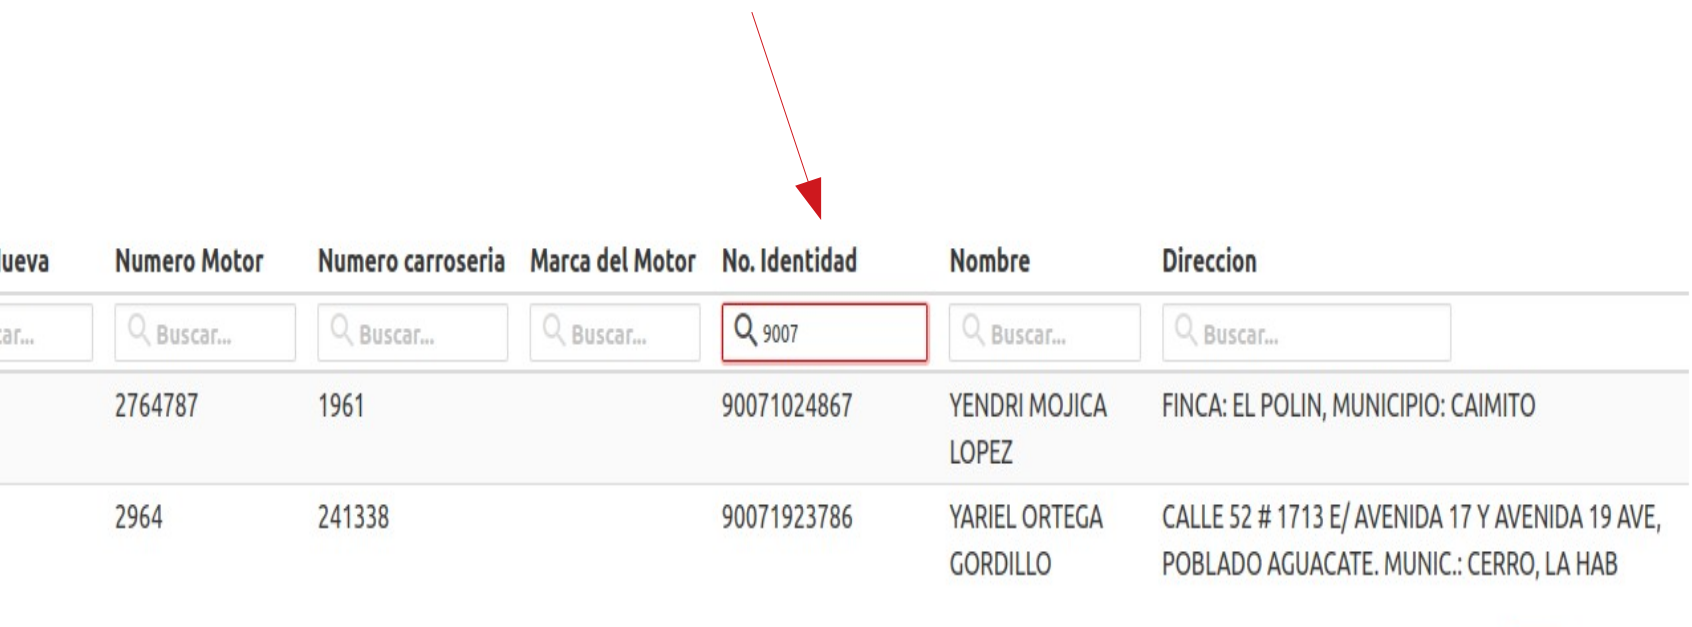 ueva Numero Motor Numero carroseria Marca del Motor No. Identidad Nombre Direccion
ar... Buscar... Buscar... Buscar... 9007 Buscar... Buscar...
2764787 1961 90071024867 YENDRI MOJICA FINCA: EL POLIN, MUNICIPIO: CAIMITO
LOPEZ
2964 241338 90071923786 YARIEL ORTEGA CALLE 52 # 1713 E/ AVENIDA 17 Y AVENIDA 19 AVE,
GORDILLO POBLADO AGUACATE. MUNIC.: CERRO, LA HAB